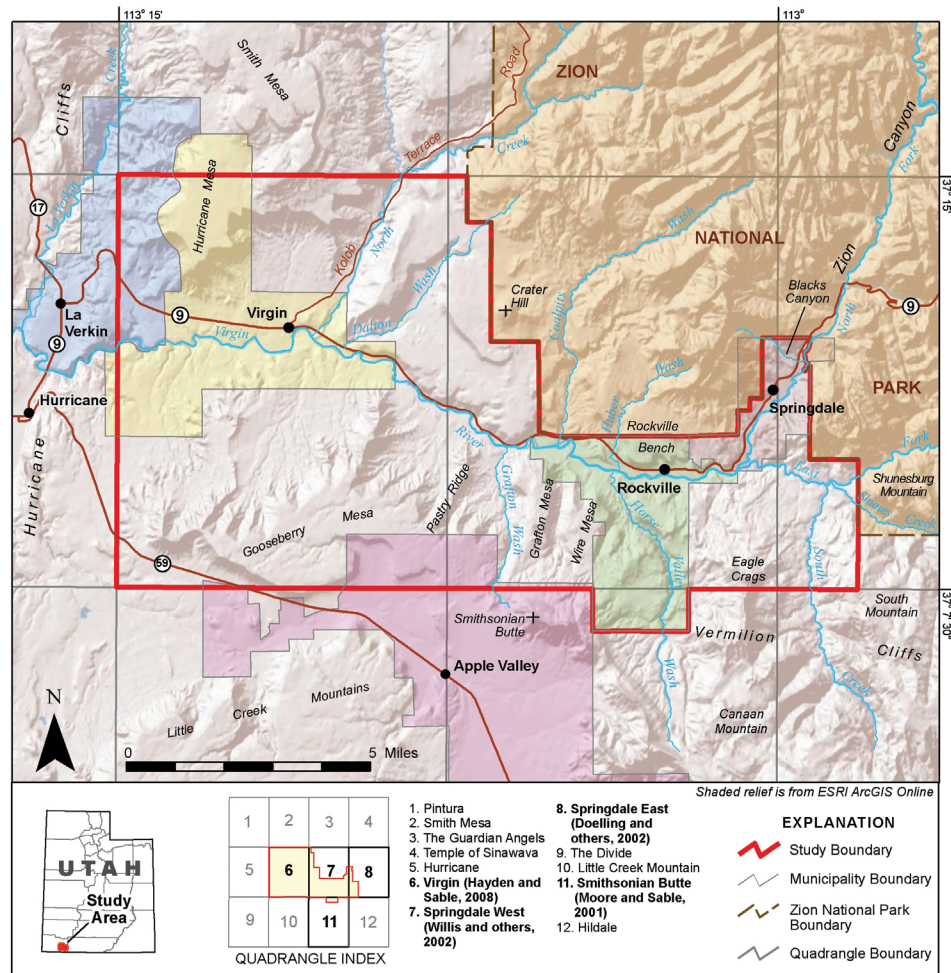 113° 15'
113°
Creek
Cliffs
Smith Mesa
Road
ZION
Canyon
Fork
Terrace
Creek
37° 15'
17
La Verkin
Hurricane Mesa
North
Wash
NATIONAL
Kolob
Wash
Zion
Blacks
Canyon
Crater
Hill
Coalpits
North
9
La
Verkin
9
Virgin
Virgin
Dalton
9
Wash
PARK
Hurricane
Springdale
Huber
Rockville
River
Bench
East
Fork
Hurricane
Pastry Ridge
Grafton
Wash
Grafton Mesa
Wire Mesa
Rockville
Horse
Shunesburg
Mountain
Shunes
Creek
Gooseberry Mesa
59
Valley
Eagle
Crags
South
South
Mountain
37° 7' 30"
Smithsonian
Butte
Vermilion
Cliffs
Apple Valley
Wash
Creek
N
Little Creek Mountains
Canaan
Mountain
0 5 Miles
Shaded relief is from ESRI ArcGIS Online
UTAH
Study
Area
1 2 3 4
5 6 7 8
9 10 11 12
QUADRANGLE INDEX
1. Pintura
2. Smith Mesa
3. The Guardian Angels
4. Temple of Sinawava
5. Hurricane
6. Virgin (Hayden and
Sable, 2008)
7. Springdale West
(Willis and others,
2002)
8. Springdale East
(Doelling and
others, 2002)
9. The Divide
10. Little Creek Mountain
11. Smithsonian Butte
(Moore and Sable,
2001)
12. Hildale
EXPLANATION
Study Boundary
Municipality Boundary
Zion National Park
Boundary
Quadrangle Boundary